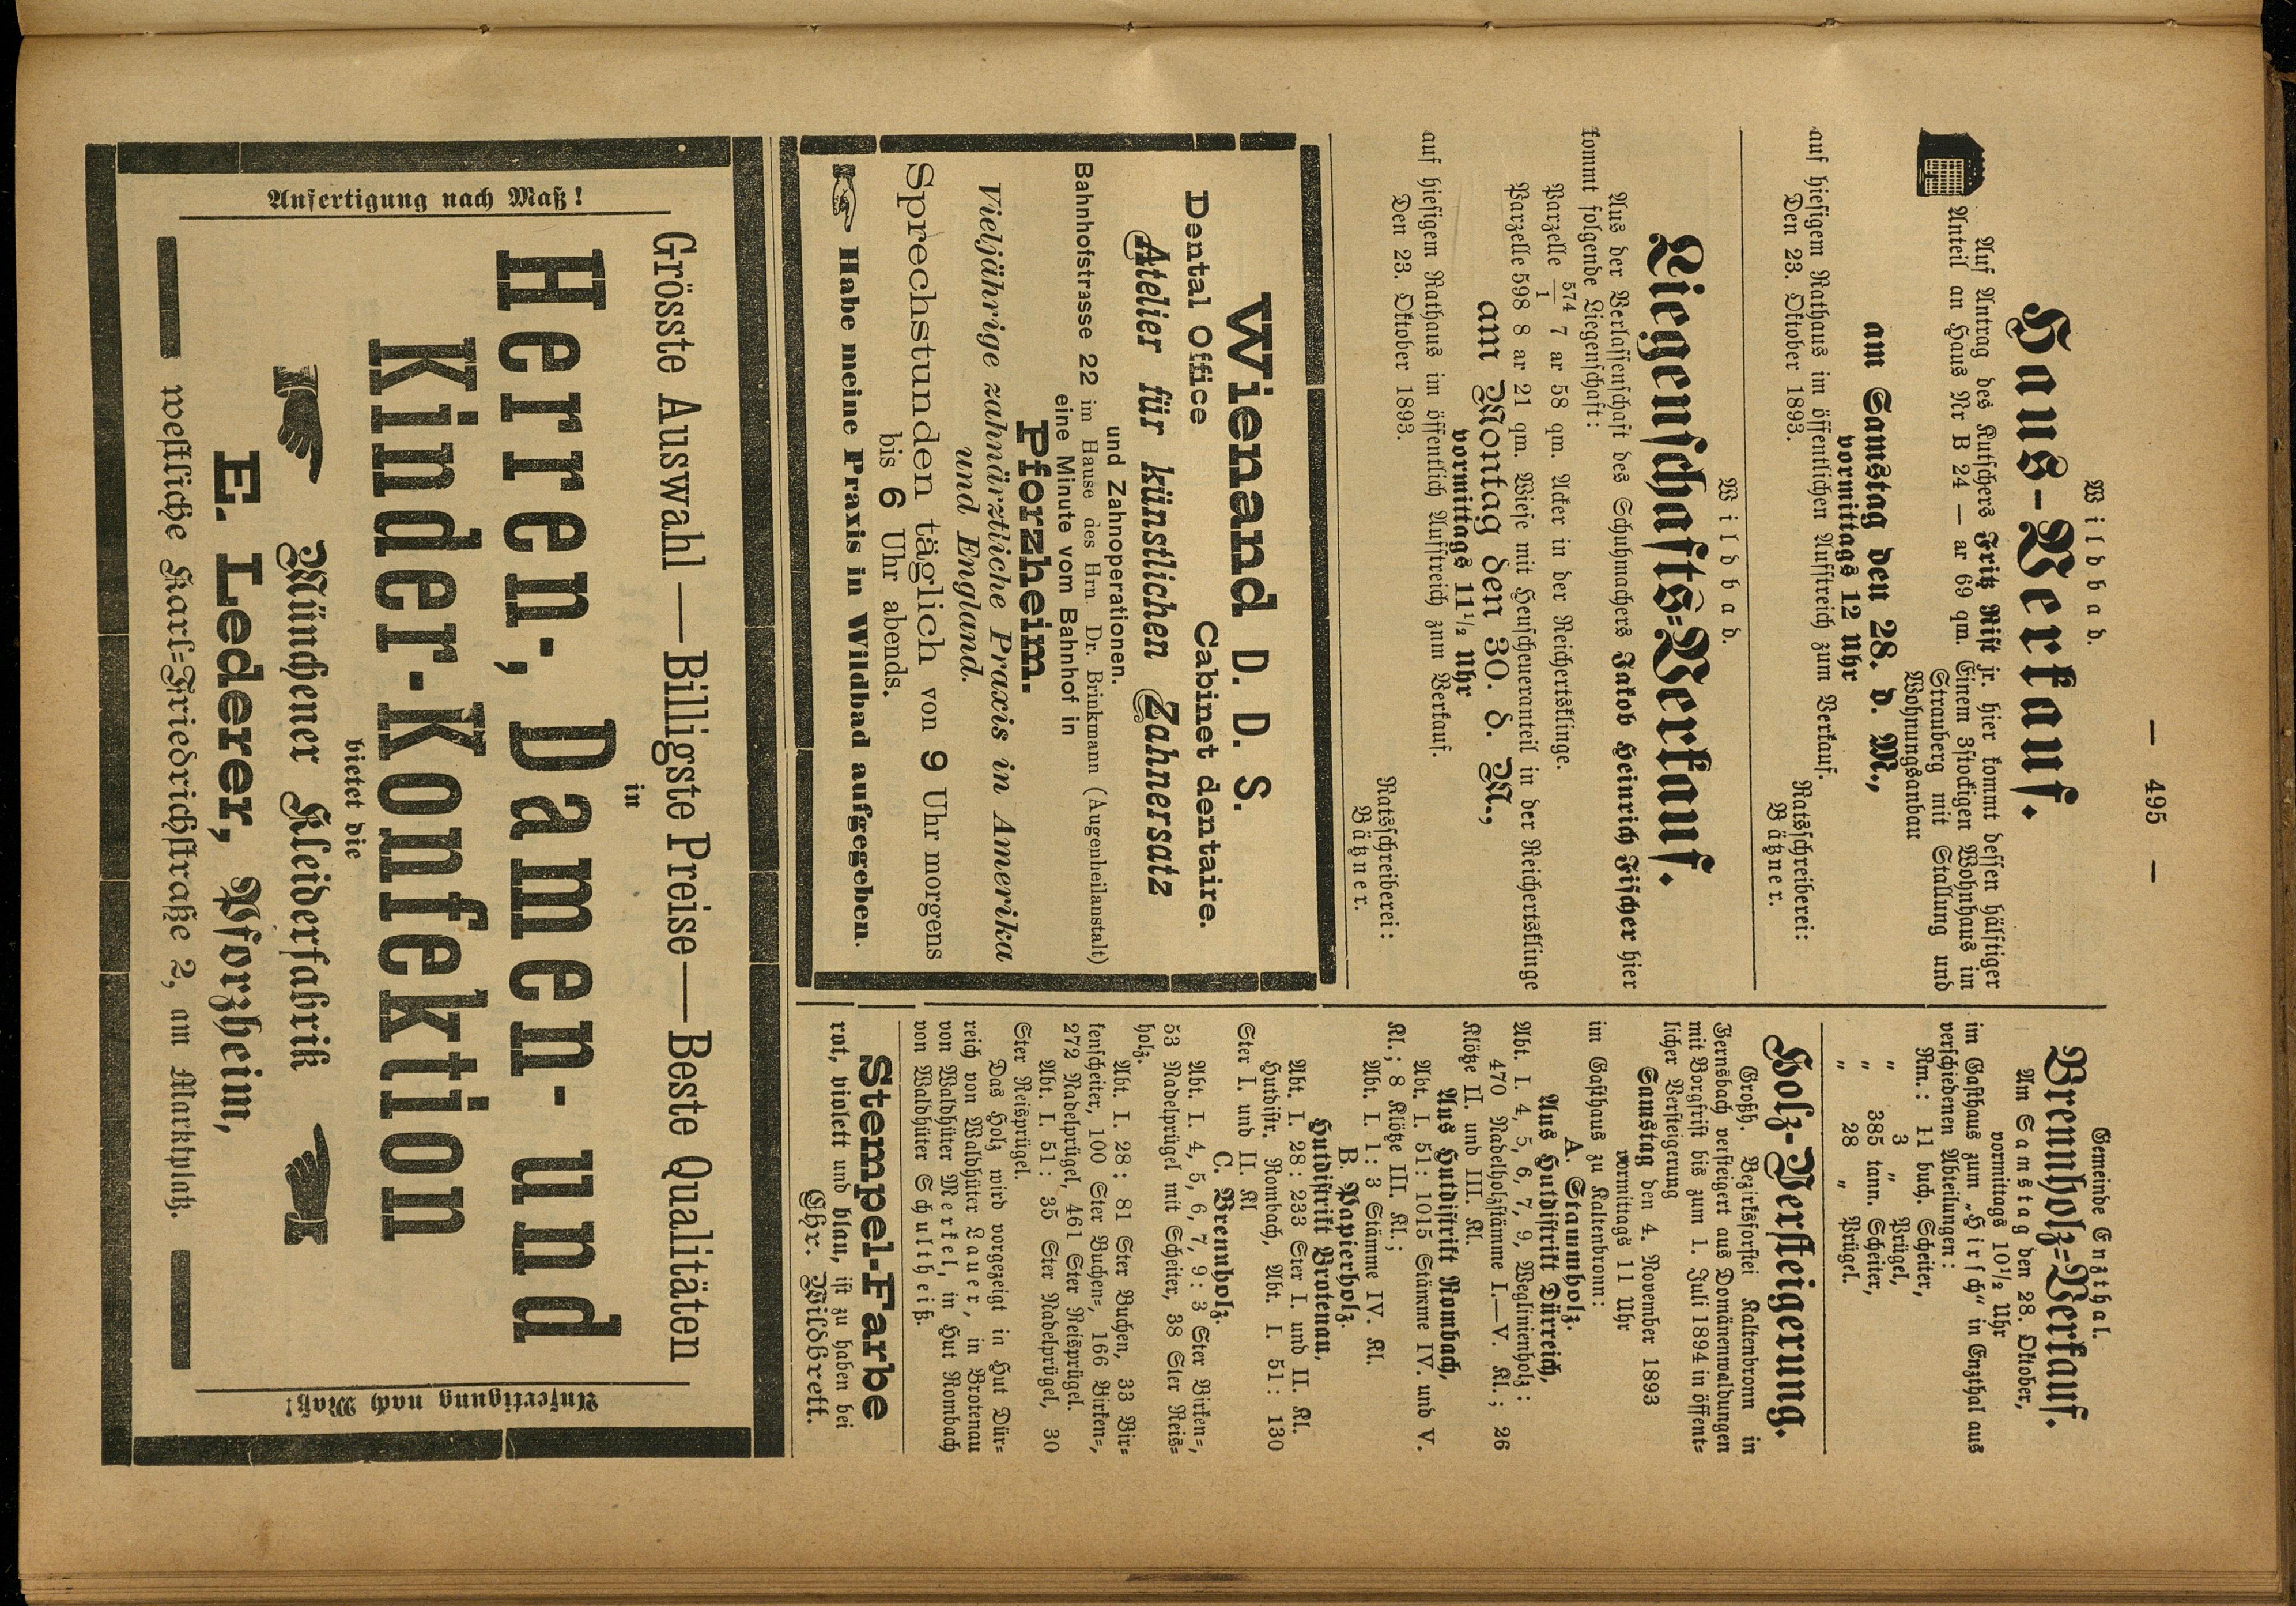 — 495 —
Wildbad.
Haus-Verkauf.
Auf Antrag des Kutschers Fritz Rist jr. hier kommt dessen hälftiger
Anteil an Haus Nr B 24 — ar 69 qm. Einem 3stockigen Wohnhaus im
Straubenberg mit Stallung und
Wohnungsanbau
am Samstag den 28. d. M.,
vormittags 12 Uhr
auf hiesigem Rathaus im öffentlichen Aufstreich zum Verkauf.
Den 23. Oktober 1893.
Ratsschreiberei:
Bätzner.
Wildbad.
Liegenschafts-Verkauf.
Aus der Verlassenschaft des Schuhmachers Jakob Heinrich Fischer hier
kommt folgende Liegenschaft:
Parzelle 574/1 7 ar 58 qm. Acker in der Reichertsklinge.
Parzelle 598 8 ar 21 qm. Wiese mit Heuscheueranteil in der Reichertsklinge
am Montag den 30. d. M.,
vormittags 11½ Uhr
auf hiesigem Rathaus im öffentlich Aufstreich zum Verkauf.
Den 23. Oktober 1893.
Ratsschreiberei:
Bätzner.
Wienand D. D. S.
Dental Office Cabinet dentaire.
Atelier für künstlichen Zahnersatz
und Zahnoperationen.
Bahnhofstrasse 22 im Hause des Hrn. Dr. Brinkmann (Augenheilanstalt)
eine Minute vom Bahnhof in
Pforzheim.
Vieljährige zahnärztliche Praxis in Amerika
und England.
Sprechstunden täglich von 9 Uhr morgens
bis 6 Uhr abends.
Habe meine Praxis in Wildbad aufgegeben.
Gemeinde Enzthal.
Brennholz-Verkauf.
Am Samstag den 28. Oktober,
vormittags 10½ Uhr
im Gasthaus zum „Hirsch" in Enzthal aus
verschiedenen Abteilungen:
Rm.: 11 buch. Scheiter,
„ 3 „ Prügel,
„ 385 tann. Scheiter,
„ 28 „ Prügel.
Holz-Versteigerung.
Großh. Bezirksforstei Kaltenbronn in
Gernsbach versteigert aus Domänenwaldungen
mit Borgfrist bis zum 1. Juli 1894 in öffent-
licher Versteigerung
Samstag den 4. November 1893
vormittags 11 Uhr
im Gasthaus zu Kaltenbronn:
A. Stammholz.
Aus Hutdistrikt Dürreich,
Abt. I. 4, 5, 6, 7, 9, Weglinienholz:
470 Nadelholzstämme I.—V. Kl.; 26
Klötze II. und III. Kl.
Aus Hutdistrikt Rombach,
Abt. I. 51: 1015 Stämme IV. und V.
Kl.; 8 Klötze III. Kl.;
Abt. I. 1: 3 Stämme IV. Kl.
B. Papierholz.
Hutdistrikt Brotenau,
Abt. I. 28: 233 Ster I. und II. Kl.
Hutdistr. Rombach, Abt. I. 51: 130
Ster I. und II. Kl
C. Brennholz.
Abt. I. 4, 5, 6, 7, 9: 3 Ster Birken-,
53 Nadelprügel mit Scheiter, 38 Ster Reis-
holz.
Abt. I. 28: 81 Ster Buchen, 33 Bir-
kenscheiter, 100 Ster Buchen-, 166 Birken-,
272 Nadelprügel, 461 Ster Reisprügel.
Abt. I. 51: 35 Ster Nadelprügel, 30
Ster Reisprügel.
Das Holz wird vorgezeigt in Hut Dür-
reich von Waldhüter Lauer, in Brotenau
von Waldhüter Merkel, in Hut Rombach
von Waldhüter Schultheiß.
Stempel-Farbe
rot, violett und blau, ist zu haben bei
Chr. Wildbrett.
Anfertigung nach Maß!
Grösste Auswahl — Billigste Preise — Beste Qualitäten
in
Herren-, Damen- und
Kinder-Konfektion
bietet die
Münchener Kleiderfabrik
E. Lederer, Pforzheim,
westliche Karl-Friedrichstraße 2, am Marktplatz.
Anfertigung nach Maß!